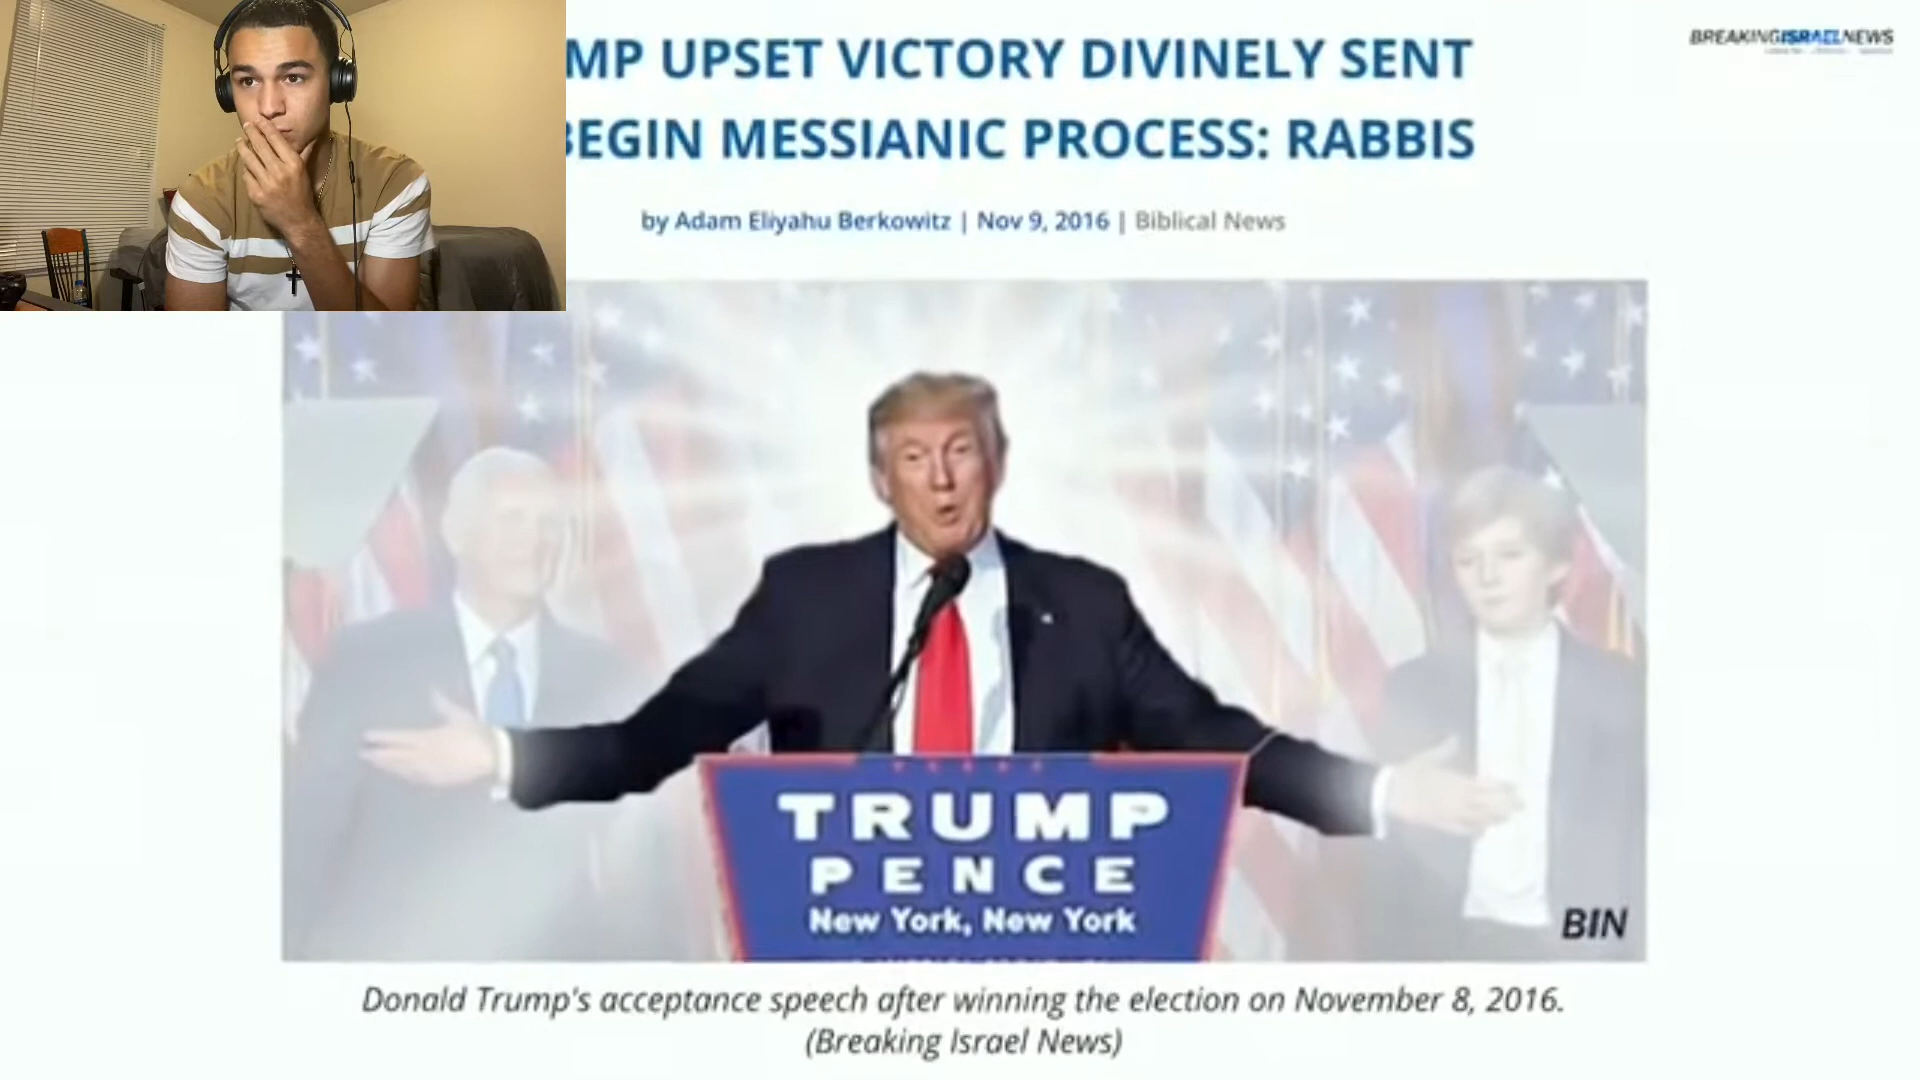 MP UPSET VICTORY DIVINELY SENT
BEGIN MESSIANIC PROCESS: RABBIS
BREAKINGISRAELNEWS
by Adam Eliyahu Berkowitz | Nov 9, 2016 | Biblical News
TRUMP
PENCE
New York, New York
BIN
Donald Trump's acceptance speech after winning the election on November 8, 2016.
(Breaking Israel News)